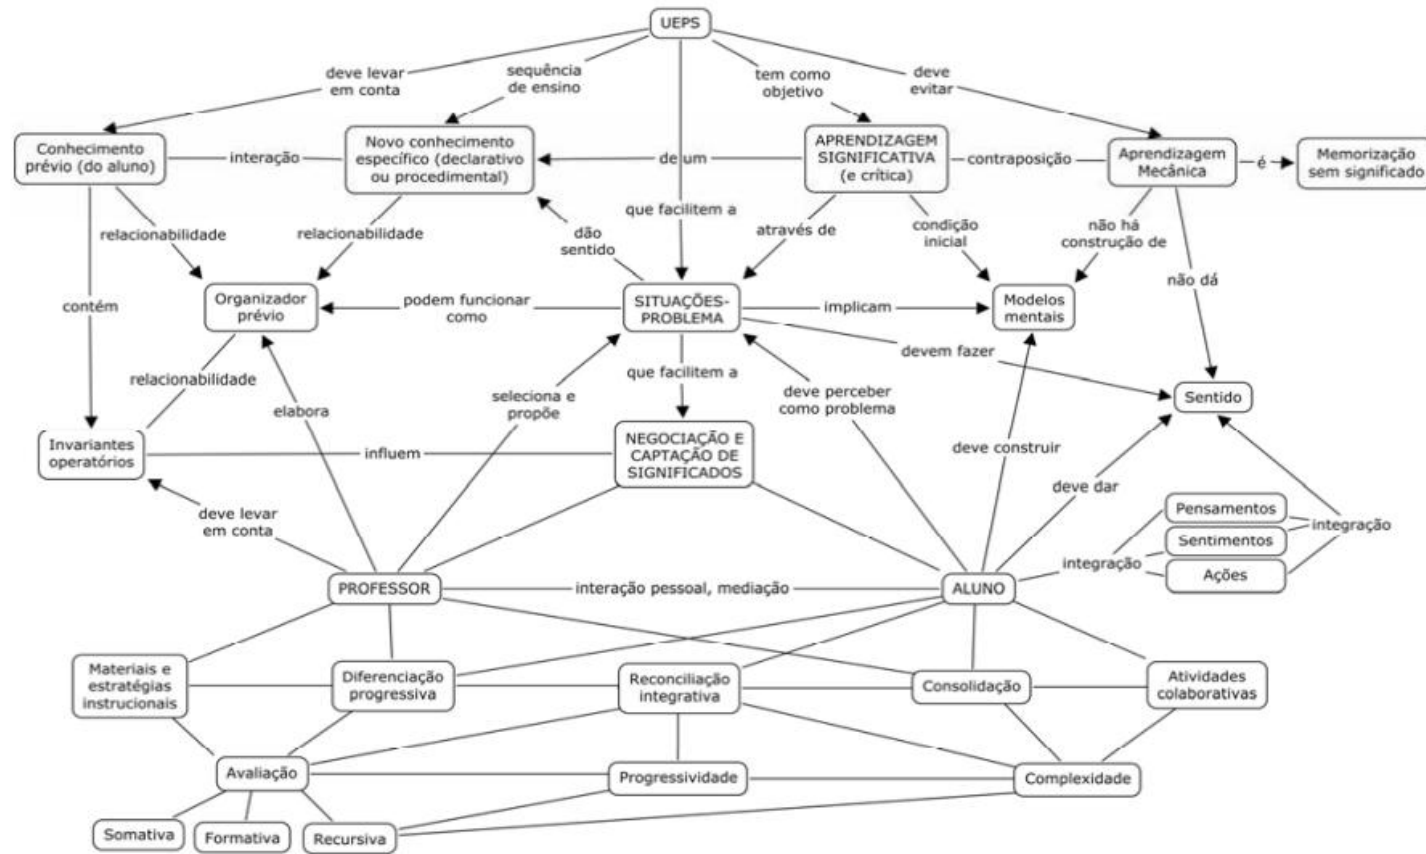 UEPS
deve levar
em conta
sequência
de ensino
tem como
objetivo
deve
evitar
Conhecimento
prévio (do aluno)
interação
Novo conhecimento
específico (declarativo
ou procedimental)
de um
APRENDIZAGEM
SIGNIFICATIVA
(e crítica)
contraposição
Aprendizagem
Mecânica
é
Memorização
sem significado
relacionabilidade
relacionabilidade
dão
sentido
que facilitem a
através de
condição
inicial
não há
construção de
não dá
contém
Organizador
prévio
podem funcionar
como
SITUAÇÕES-
PROBLEMA
implicam
Modelos
mentais
relacionabilidade
elabora
seleciona e
propõe
que facilitem a
deve perceber
como problema
devem fazer
Sentido
Invariantes
operatórios
influem
NEGOCIAÇÃO E
CAPTAÇÃO DE
SIGNIFICADOS
deve construir
deve dar
deve levar
em conta
Pensamentos
Sentimentos
Ações
integração
integração
PROFESSOR
interação pessoal, mediação
ALUNO
Materiais e
estratégias
instrucionais
Diferenciação
progressiva
Reconciliação
integrativa
Consolidação
Atividades
colaborativas
Avaliação
Progressividade
Complexidade
Somativa
Formativa
Recursiva